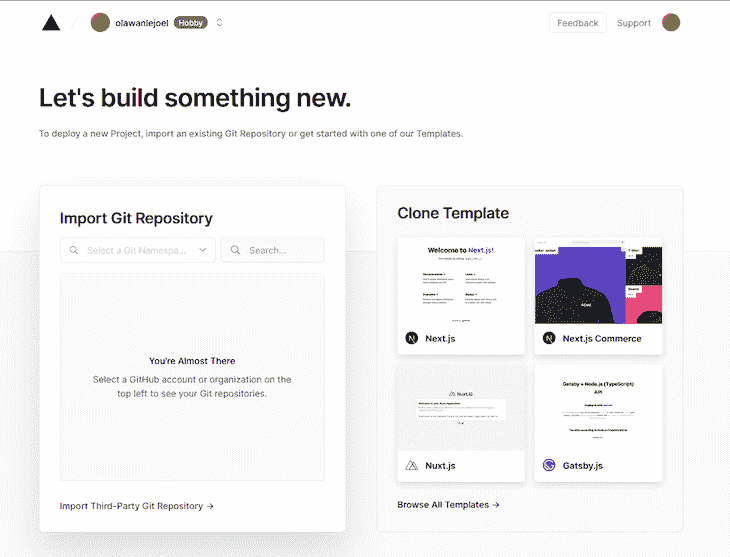 olawanlejoel Hobby
Feedback Support
Let's build something new.
To deploy a new Project, import an existing Git Repository or get started with one of our Templates.
Import Git Repository
Select a Git Namespa...
Search...
You're Almost There
Select a GitHub account or organization on the
top left to see your Git repositories.
Import Third-Party Git Repository →
Clone Template
Welcome to Next.js!
N Next.js
N Next.js Commerce
Nuxt.js
Gatsby + Node.js (TypeScript)
API
Gatsby.js
Browse All Templates →